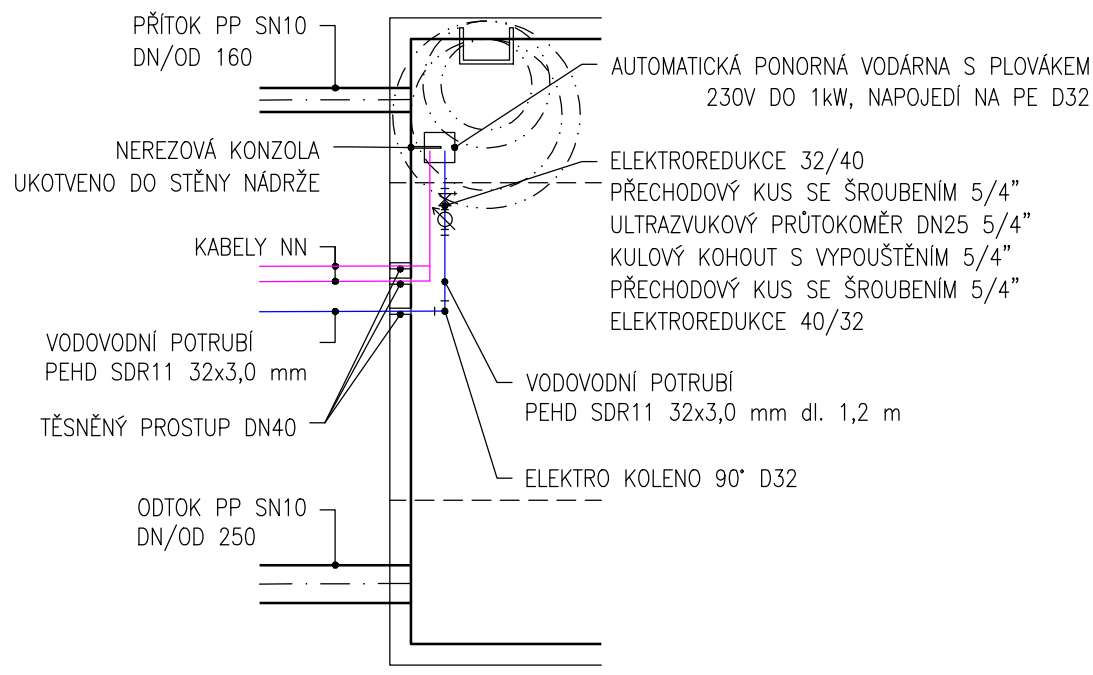 PŘÍTOK PP SN10
DN/OD 160
AUTOMATICKÁ PONORNÁ VODÁRNA S PLOVÁKEM
230V DO 1kW, NAPOJEDÍ NA PE D32
NEREZOVÁ KONZOLA
UKOTVENO DO STĚNY NÁDRŽE
ELEKTROREDUKCE 32/40
PŘECHODOVÝ KUS SE ŠROUBENÍM 5/4"
ULTRAZVUKOVÝ PRŮTOKOMĚR DN25 5/4"
KULOVÝ KOHOUT S VYPOUŠTĚNÍM 5/4"
PŘECHODOVÝ KUS SE ŠROUBENÍM 5/4"
ELEKTROREDUKCE 40/32
KABELY NN
VODOVODNÍ POTRUBÍ
PEHD SDR11 32x3,0 mm
VODOVODNÍ POTRUBÍ
PEHD SDR11 32x3,0 mm dl. 1,2 m
TĚSNĚNÝ PROSTUP DN40
ELEKTRO KOLENO 90° D32
ODTOK PP SN10
DN/OD 250